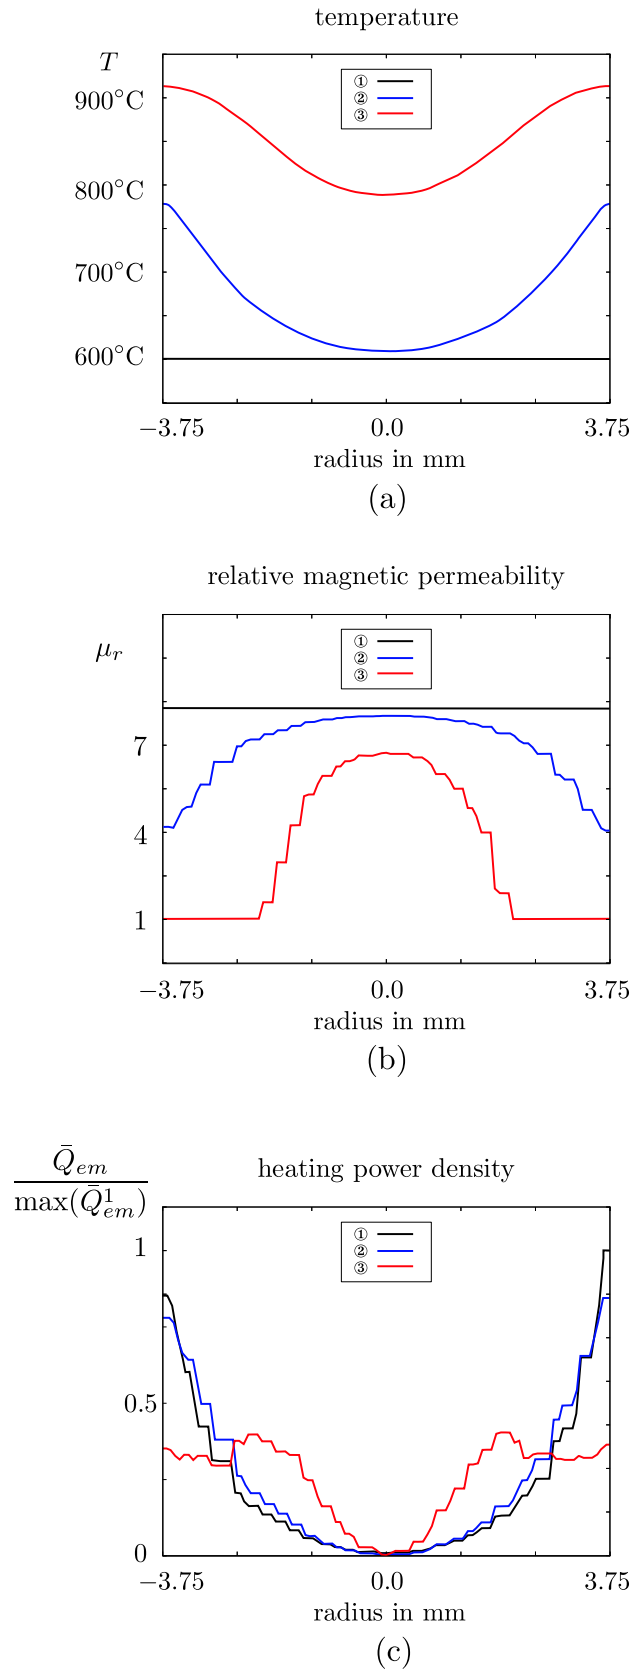 temperature
T
①
②
③
900°C
800°C
700°C
600°C
−3.75 0.0 3.75
radius in mm
(a)
relative magnetic permeability
μr
①
②
③
7
4
1
−3.75 0.0 3.75
radius in mm
(b)
Q̄em
max(Q̄¹em)
heating power density
①
②
③
1
0.5
0
−3.75 0.0 3.75
radius in mm
(c)